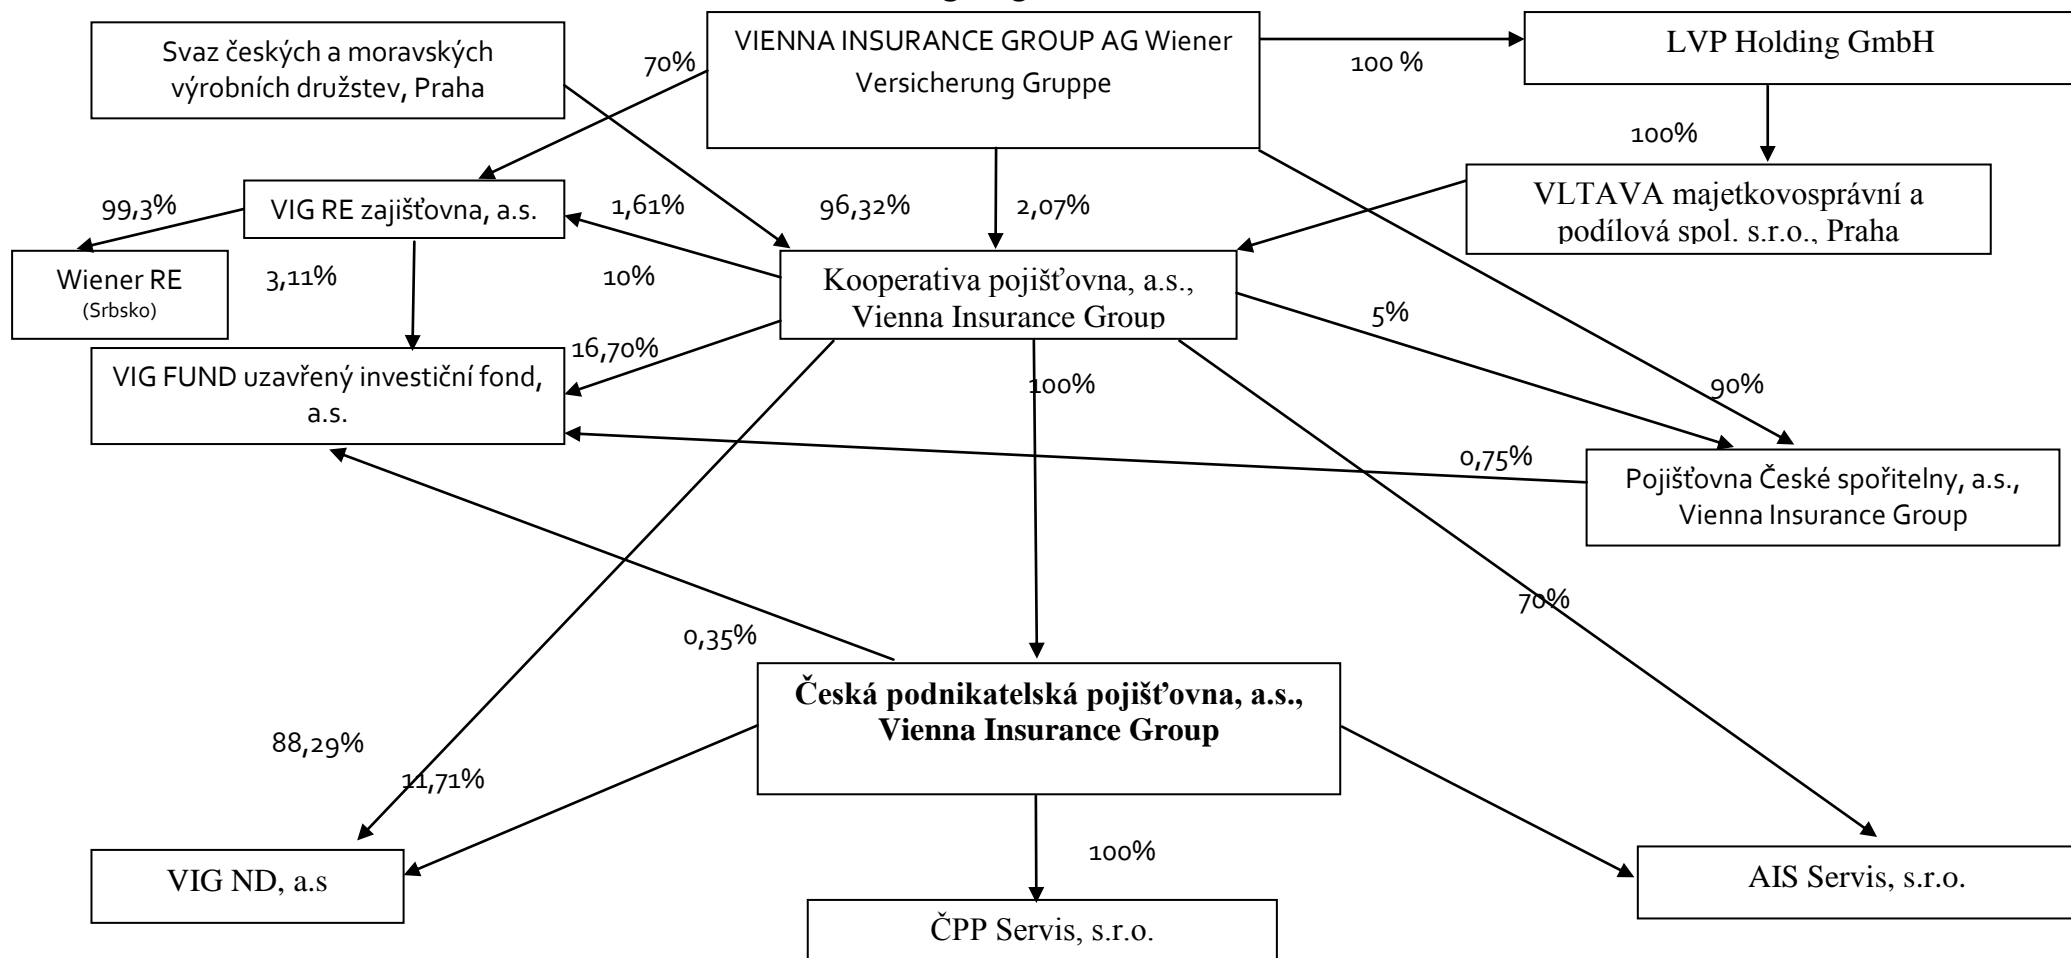 Svaz českých a moravských
výrobních družstev, Praha
VIENNA INSURANCE GROUP AG Wiener
Versicherung Gruppe
LVP Holding GmbH
70%
100 %
100%
VLTAVA majetkovosprávní a
podílová spol. s.r.o., Praha
99,3%
VIG RE zajišťovna, a.s.
1,61%
96,32%
2,07%
Wiener RE
(Srbsko)
3,11%
10%
Kooperativa pojišťovna, a.s.,
Vienna Insurance Group
5%
16,70%
VIG FUND uzavřený investiční fond,
a.s.
100%
90%
0,75%
Pojišťovna České spořitelny, a.s.,
Vienna Insurance Group
70%
0,35%
Česká podnikatelská pojišťovna, a.s.,
Vienna Insurance Group
88,29%
11,71%
100%
VIG ND, a.s
AIS Servis, s.r.o.
ČPP Servis, s.r.o.